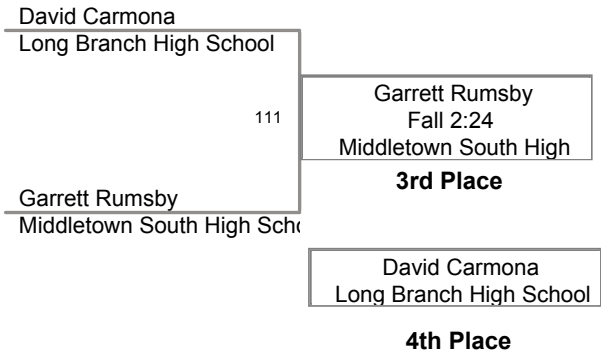 David Carmona
Long Branch High School
111
Garrett Rumsby
Fall 2:24
Middletown South High
3rd Place
Garrett Rumsby
Middletown South High Scho
David Carmona
Long Branch High School
4th Place